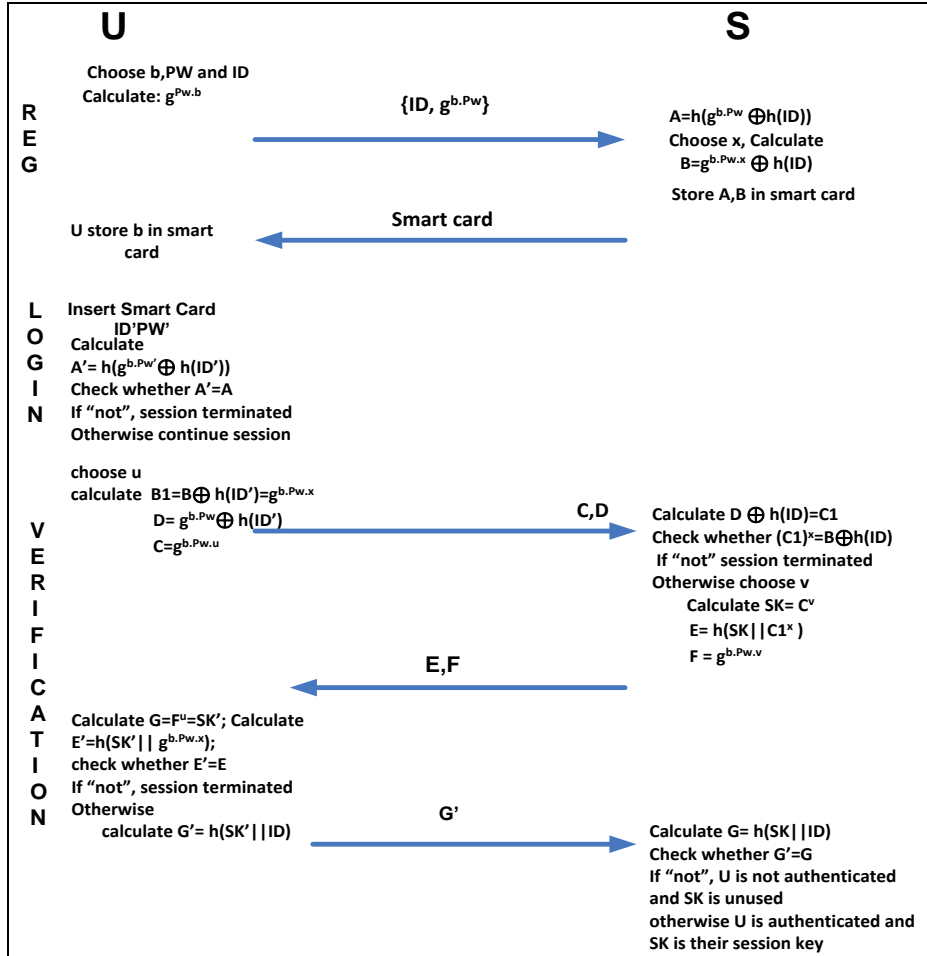 U
S
R
E
G
Choose b,PW and ID
Calculate: g^Pw.b
{ID, g^b.Pw}
A=h(g^b.Pw ⊕h(ID))
Choose x, Calculate
B=g^b.Pw.x ⊕ h(ID)
Store A,B in smart card
Smart card
U store b in smart
card
L
O
G
I
N
Insert Smart Card
ID'PW'
Calculate
A'= h(g^b.Pw'⊕ h(ID'))
Check whether A'=A
If "not", session terminated
Otherwise continue session
V
E
R
I
F
I
C
A
T
I
O
N
choose u
calculate B1=B⊕ h(ID')=g^b.Pw.x
D= g^b.Pw⊕ h(ID')
C=g^b.Pw.u
C,D
Calculate D ⊕ h(ID)=C1
Check whether (C1)^x=B⊕h(ID)
If "not" session terminated
Otherwise choose v
Calculate SK= C^v
E= h(SK||C1^x )
F = g^b.Pw.v
E,F
Calculate G=F^u=SK'; Calculate
E'=h(SK'|| g^b.Pw.x);
check whether E'=E
If "not", session terminated
Otherwise
calculate G'= h(SK'||ID)
G'
Calculate G= h(SK||ID)
Check whether G'=G
If "not", U is not authenticated
and SK is unused
otherwise U is authenticated and
SK is their session key